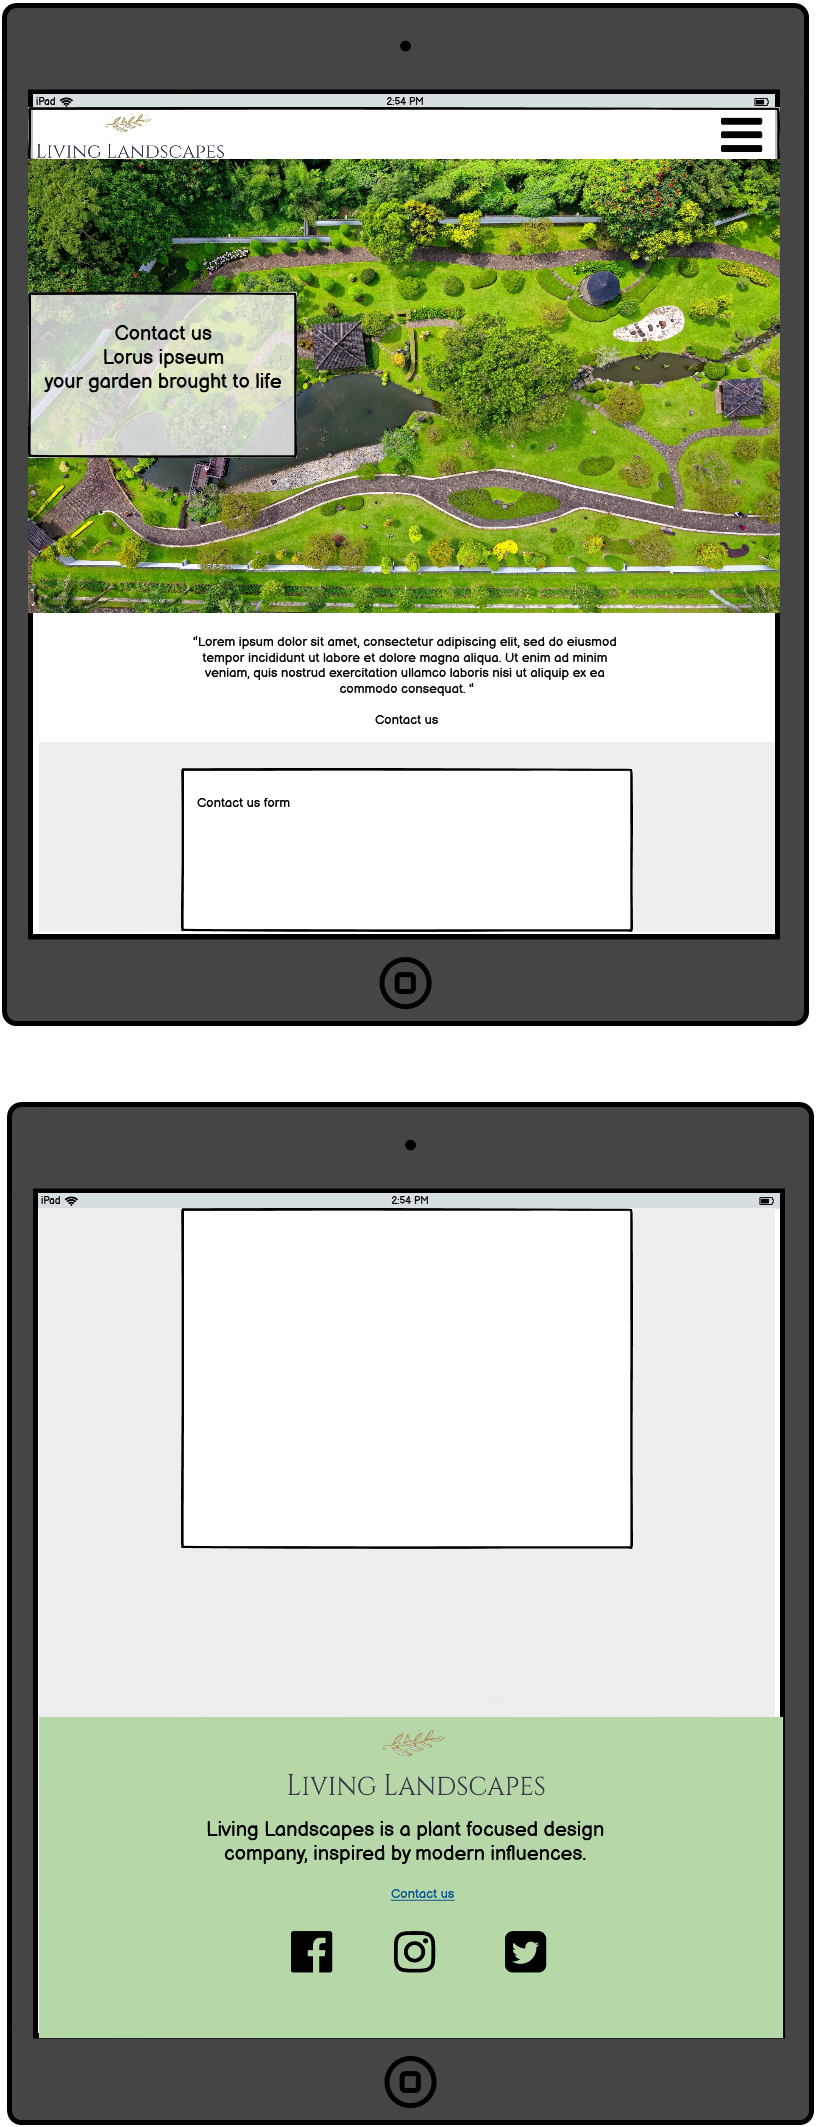 iPad
2:54 PM
LIVING LANDSCAPES
Contact us
Lorus ipseum
your garden brought to life
"Lorem ipsum dolor sit amet, consectetur adipiscing elit, sed do eiusmod
tempor incididunt ut labore et dolore magna aliqua. Ut enim ad minim
veniam, quis nostrud exercitation ullamco laboris nisi ut aliquip ex ea
commodo consequat. "
Contact us
Contact us form
iPad
2:54 PM
LIVING LANDSCAPES
Living Landscapes is a plant focused design
company, inspired by modern influences.
Contact us